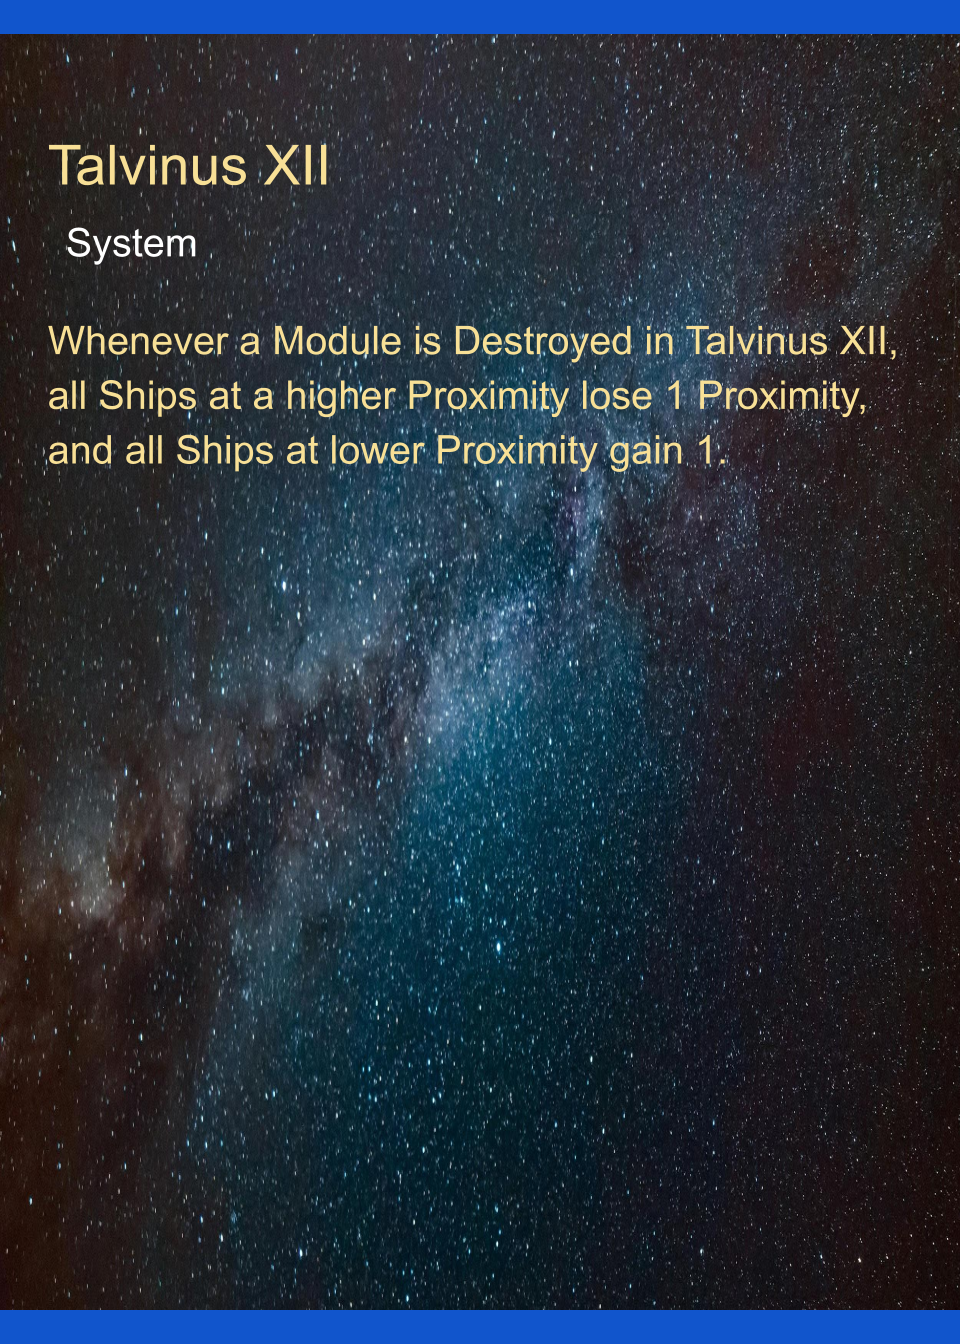 Talvinus XII
System
Whenever a Module is Destroyed in Talvinus XII,
all Ships at a higher Proximity lose 1 Proximity,
and all Ships at lower Proximity gain 1.